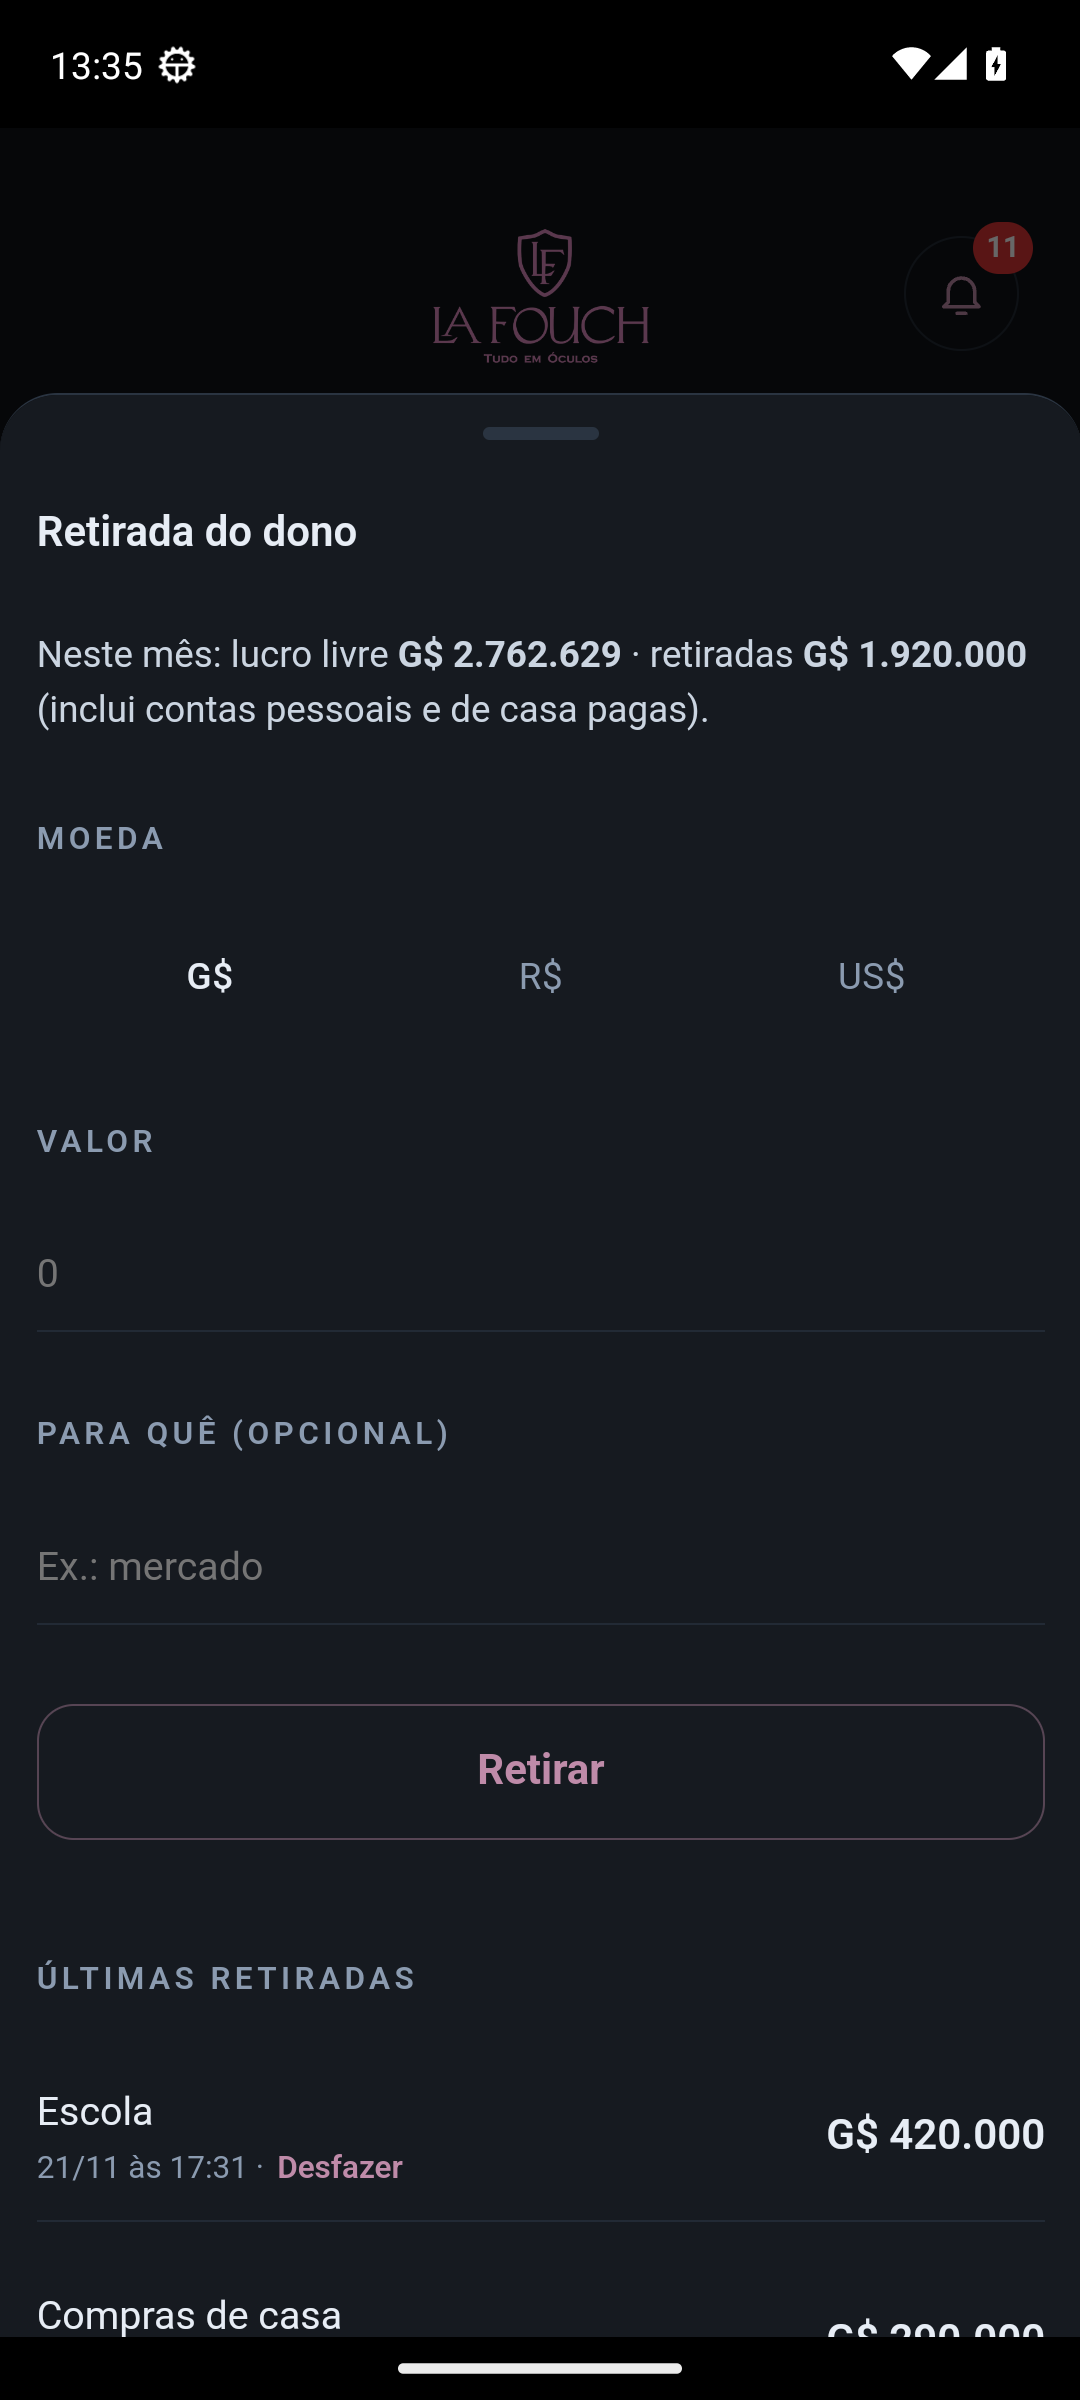 13:35
11
LF
LA FOUCH
TUDO EM ÓCULOS
Retirada do dono
Neste mês: lucro livre G$ 2.762.629 · retiradas G$ 1.920.000
(inclui contas pessoais e de casa pagas).
MOEDA
G$ R$ US$
VALOR
0
PARA QUÊ (OPCIONAL)
Ex.: mercado
Retirar
ÚLTIMAS RETIRADAS
Escola
G$ 420.000
21/11 às 17:31 · Desfazer
Compras de casa